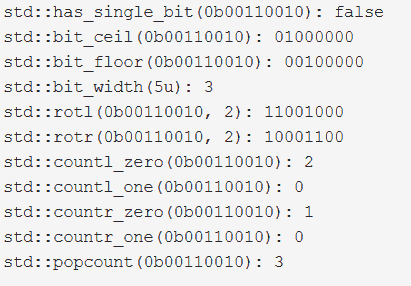 std::has_single_bit(0b00110010): false
std::bit_ceil(0b00110010): 01000000
std::bit_floor(0b00110010): 00100000
std::bit_width(5u): 3
std::rotl(0b00110010, 2): 11001000
std::rotr(0b00110010, 2): 10001100
std::countl_zero(0b00110010): 2
std::countl_one(0b00110010): 0
std::countr_zero(0b00110010): 1
std::countr_one(0b00110010): 0
std::popcount(0b00110010): 3